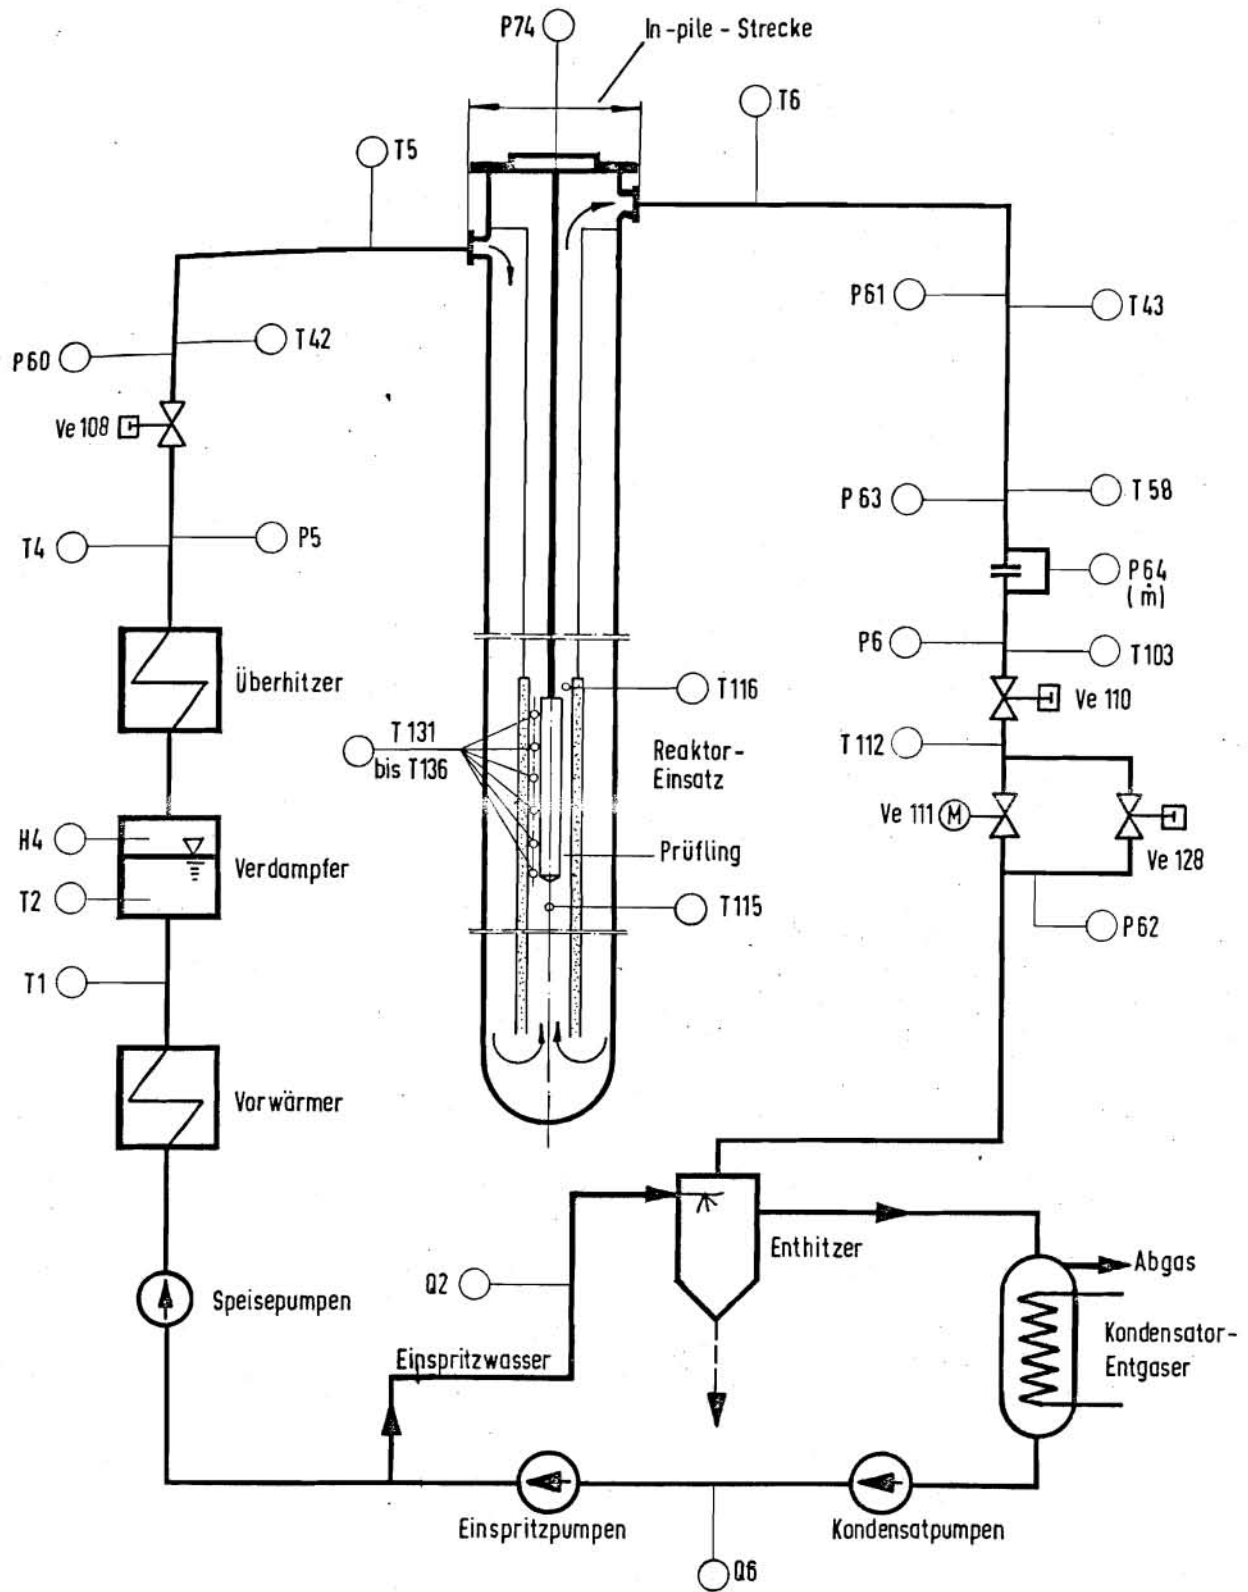 P74
In-pile-Strecke
T6
T5
P61
T43
P60
T42
Ve 108
P63
T58
T4
P5
P64
(ṁ)
P6
T103
Überhitzer
T116
Ve 110
T131
bis T136
Reaktor-
Einsatz
T112
Ve 111
M
H4
Verdampfer
Prüfling
Ve 128
T2
T115
P62
T1
Vorwärmer
Enthitzer
Abgas
Q2
Speisepumpen
Kondensator-
Entgaser
Einspritzwasser
Einspritzpumpen
Kondensatpumpen
Q6